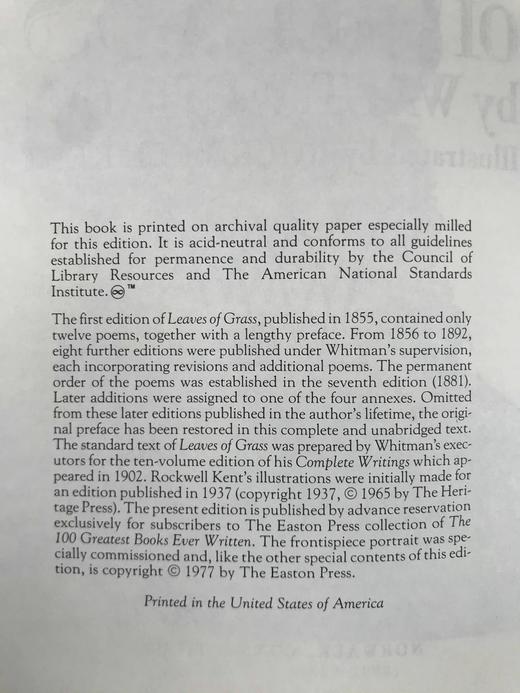 This book is printed on archival quality paper especially milled
for this edition. It is acid-neutral and conforms to all guidelines
established for permanence and durability by the Council of
Library Resources and The American National Standards
Institute. ♾™
The first edition of Leaves of Grass, published in 1855, contained only
twelve poems, together with a lengthy preface. From 1856 to 1892,
eight further editions were published under Whitman's supervision,
each incorporating revisions and additional poems. The permanent
order of the poems was established in the seventh edition (1881).
Later additions were assigned to one of the four annexes. Omitted
from these later editions published in the author's lifetime, the origi-
nal preface has been restored in this complete and unabridged text.
The standard text of Leaves of Grass was prepared by Whitman's exec-
utors for the ten-volume edition of his Complete Writings which ap-
peared in 1902. Rockwell Kent's illustrations were initially made for
an edition published in 1937 (copyright 1937, © 1965 by The Heri-
tage Press). The present edition is published by advance reservation
exclusively for subscribers to The Easton Press collection of The
100 Greatest Books Ever Written. The frontispiece portrait was spe-
cially commissioned and, like the other special contents of this edi-
tion, is copyright © 1977 by The Easton Press.
Printed in the United States of America